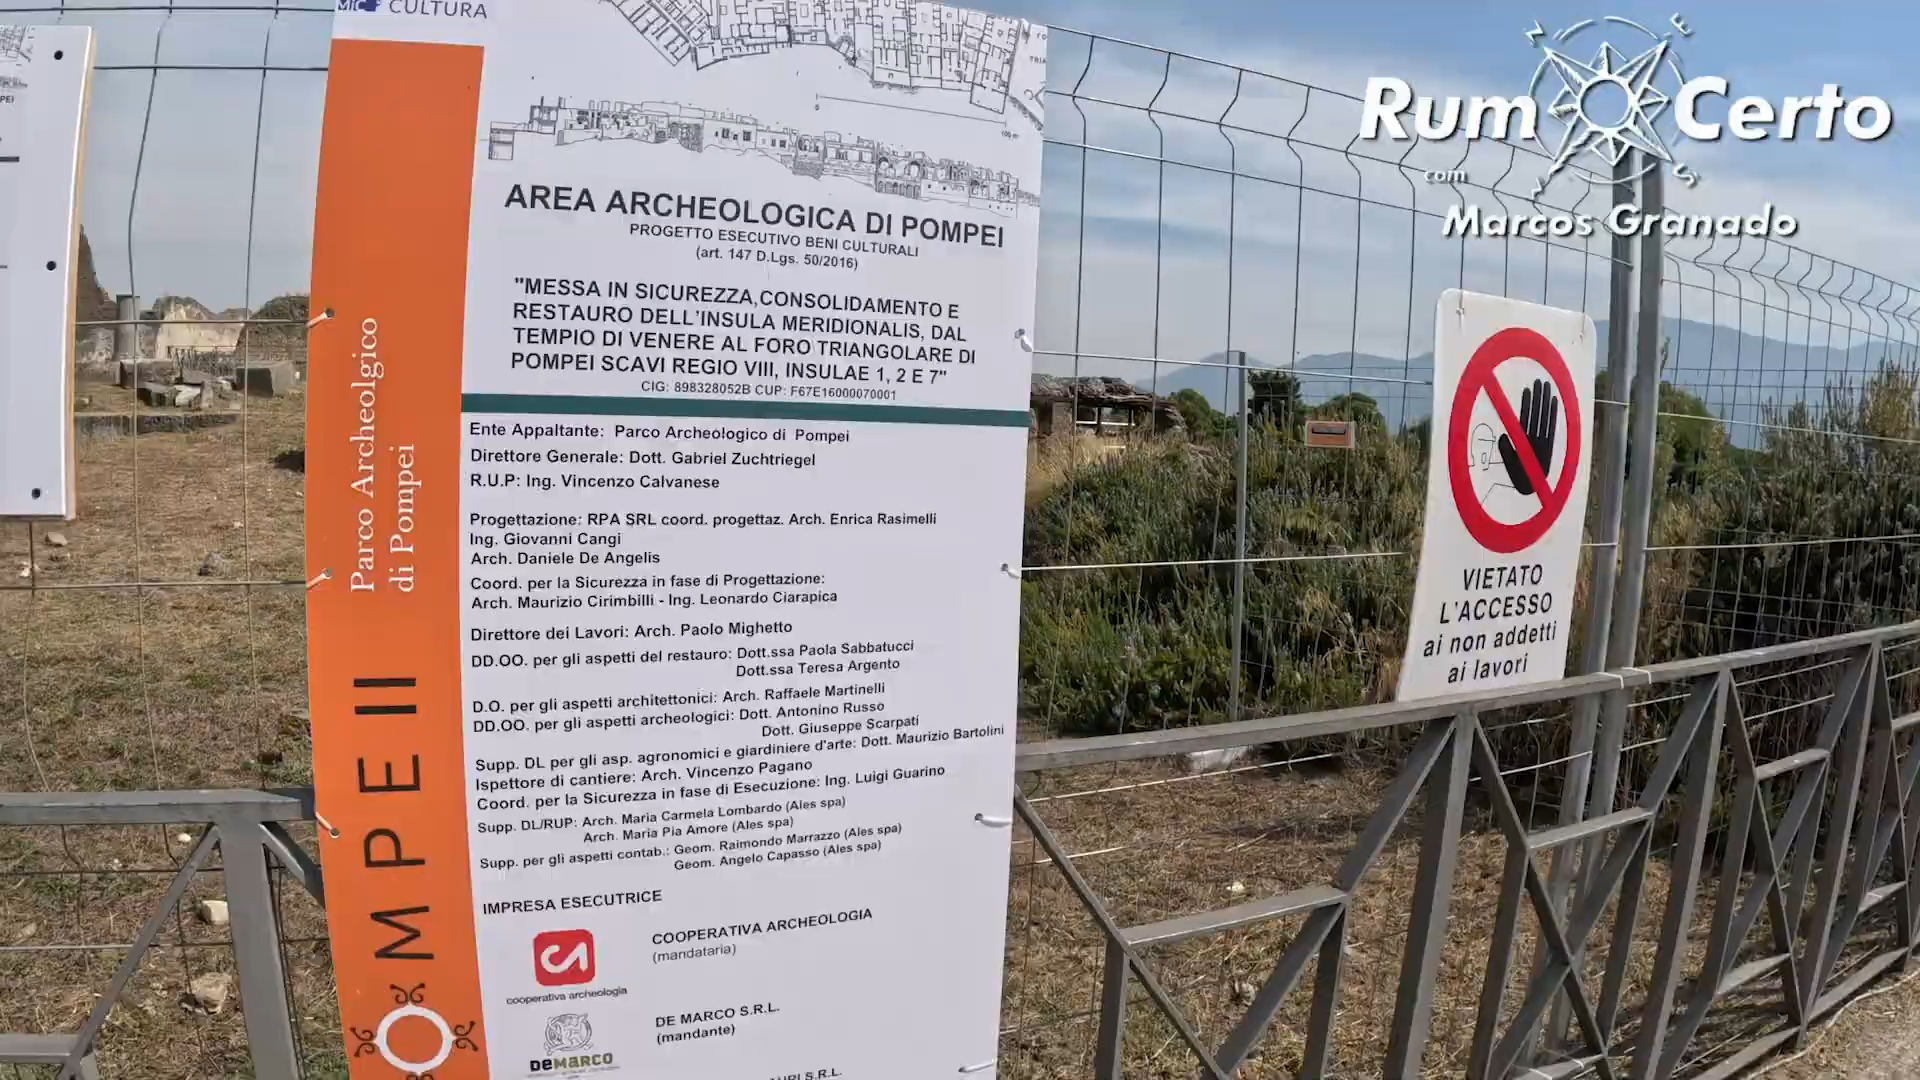 MiC CULTURA
AREA ARCHEOLOGICA DI POMPEI
PROGETTO ESECUTIVO BENI CULTURALI
(art. 147 D.Lgs. 50/2016)
"MESSA IN SICUREZZA,CONSOLIDAMENTO E
RESTAURO DELL'INSULA MERIDIONALIS, DAL
TEMPIO DI VENERE AL FORO TRIANGOLARE DI
POMPEI SCAVI REGIO VIII, INSULAE 1, 2 E 7"
CIG: 898328052B CUP: F67E16000070001
Ente Appaltante: Parco Archeologico di Pompei
Direttore Generale: Dott. Gabriel Zuchtriegel
R.U.P: Ing. Vincenzo Calvanese
Progettazione: RPA SRL coord. progettaz. Arch. Enrica Rasimelli
Ing. Giovanni Cangi
Arch. Daniele De Angelis
Coord. per la Sicurezza in fase di Progettazione:
Arch. Maurizio Cirimbilli - Ing. Leonardo Ciarapica
Direttore dei Lavori: Arch. Paolo Mighetto
DD.OO. per gli aspetti del restauro: Dott.ssa Paola Sabbatucci
Dott.ssa Teresa Argento
D.O. per gli aspetti architettonici: Arch. Raffaele Martinelli
DD.OO. per gli aspetti archeologici: Dott. Antonino Russo
Dott. Giuseppe Scarpati
Supp. DL per gli asp. agronomici e giardiniere d'arte: Dott. Maurizio Bartolini
Ispettore di cantiere: Arch. Vincenzo Pagano
Coord. per la Sicurezza in fase di Esecuzione: Ing. Luigi Guarino
Supp. DL/RUP: Arch. Maria Carmela Lombardo (Ales spa)
Arch. Maria Pia Amore (Ales spa)
Supp. per gli aspetti contab.: Geom. Raimondo Marrazzo (Ales spa)
Geom. Angelo Capasso (Ales spa)
IMPRESA ESECUTRICE
COOPERATIVA ARCHEOLOGIA
(mandataria)
cooperativa archeologia
DE MARCO S.R.L.
(mandante)
DEMARCO
S.R.L.
Parco Archeolgico
di Pompei
POMPEII
VIETATO
L'ACCESSO
ai non addetti
ai lavori
Rumo Certo
com
Marcos Granado
N E S